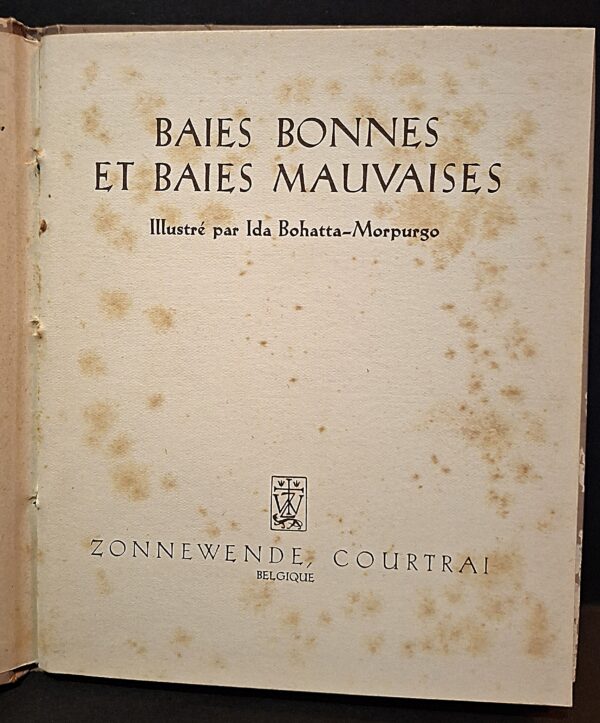 BAIES BONNES
ET BAIES MAUVAISES
Illustré par Ida Bohatta-Morpurgo
ZONNEWENDE, COURTRAI
BELGIQUE